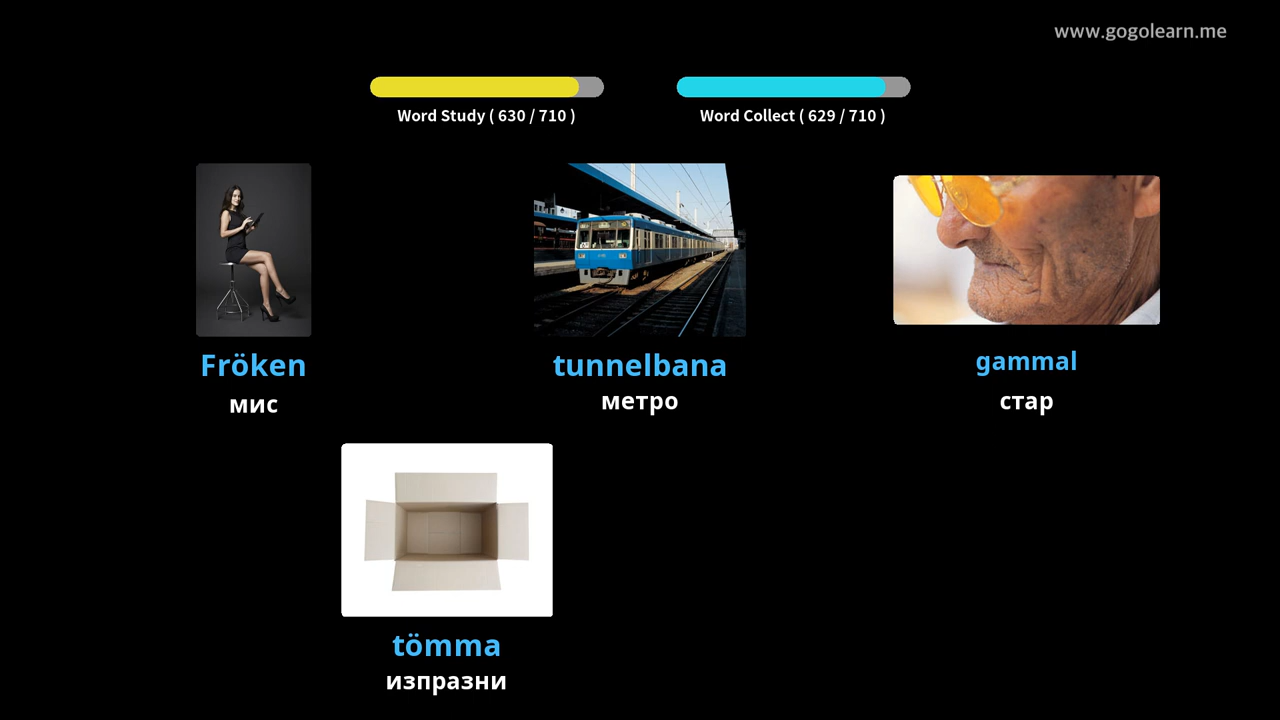 www.gogolearn.me
Word Study ( 630 / 710 )
Word Collect ( 629 / 710 )
Fröken
мис
tunnelbana
метро
gammal
стар
tömma
изпразни